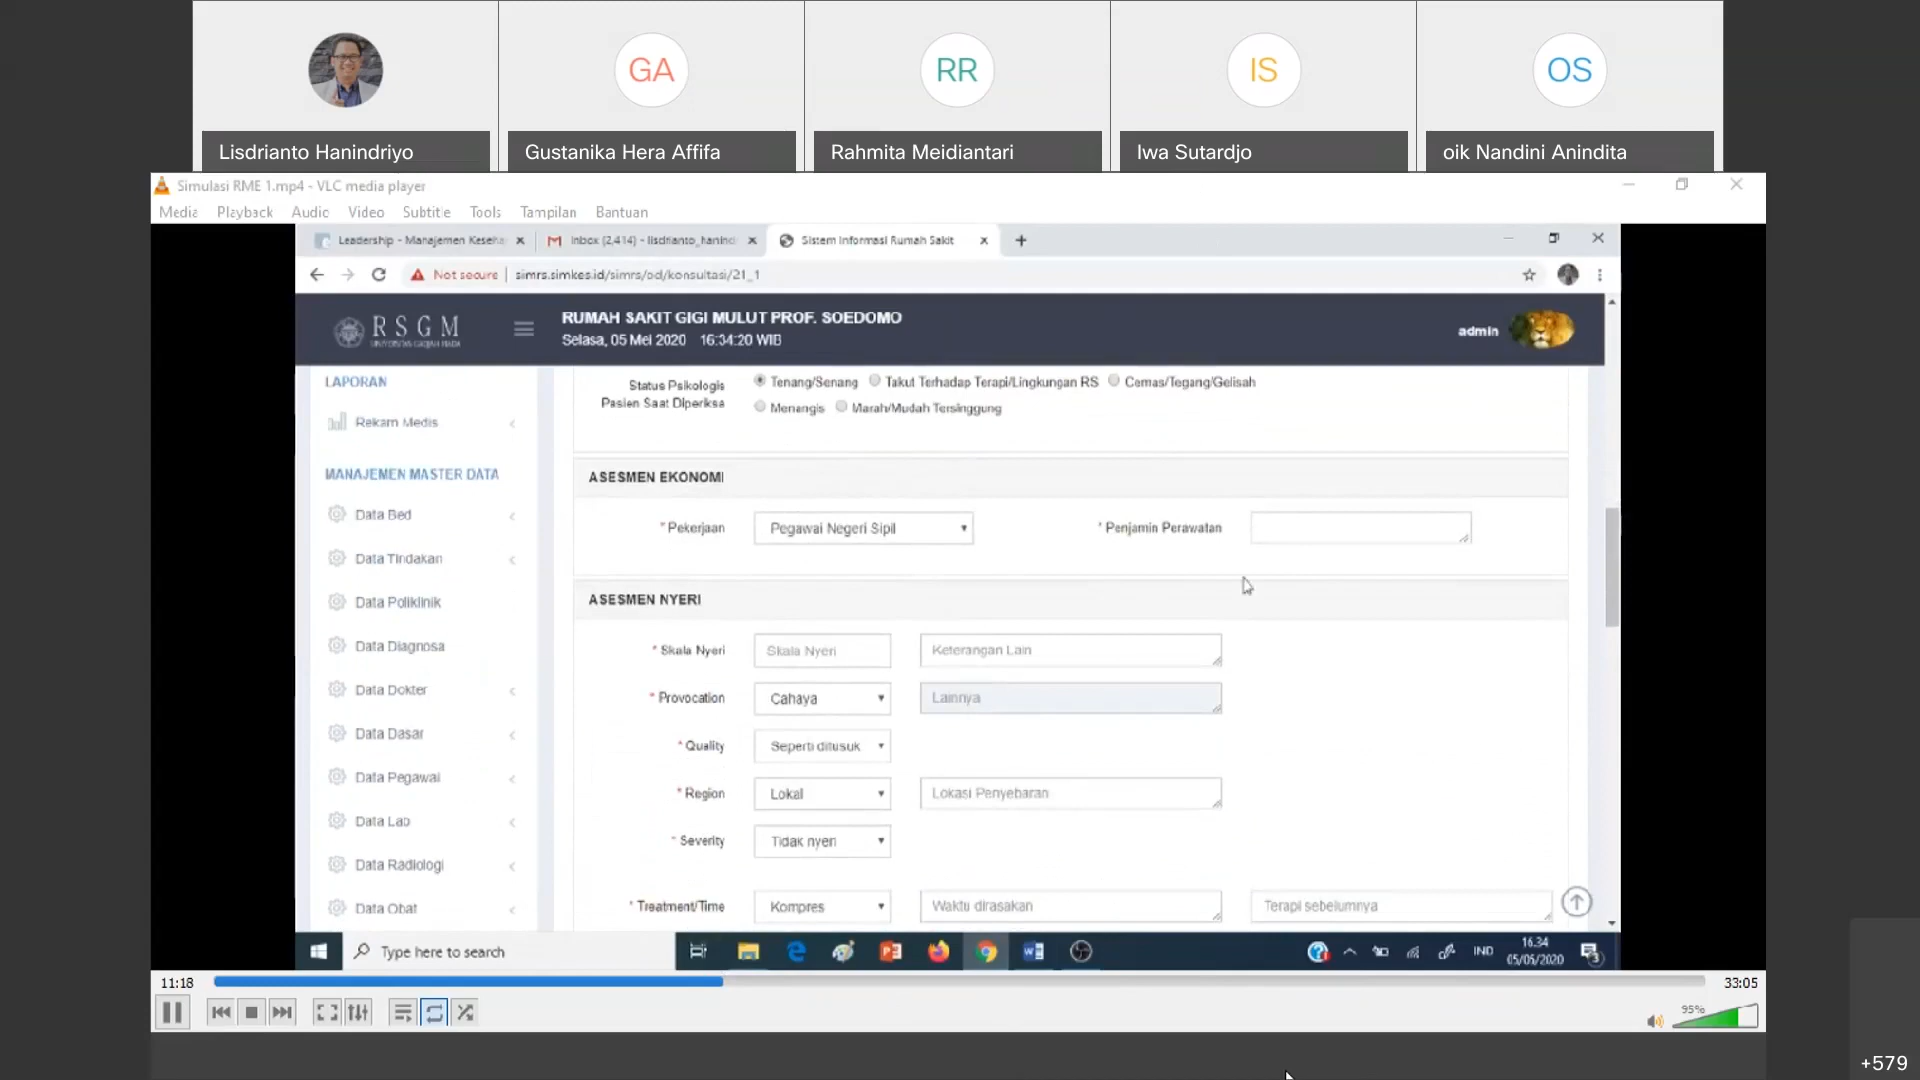 GA
RR
IS
OS
Lisdrianto Hanindriyo
Gustanika Hera Affifa
Rahmita Meidiantari
Iwa Sutardjo
oik Nandini Anindita
Simulasi RME 1.mp4 - VLC media player
Media Playback Audio Video Subtitle Tools Tampilan Bantuan
Leadership - Manajemen Keseha
Inbox (2,414) - lisdrianto_hanind
Sistem Informasi Rumah Sakit
Not secure | simrs.simkes.id/simrs/od/konsultasi/21_1
RSGM
UNIVERSITAS GADJAH MADA
RUMAH SAKIT GIGI MULUT PROF. SOEDOMO
Selasa, 05 Mei 2020 16:34:20 WIB
admin
LAPORAN
Rekam Medis
MANAJEMEN MASTER DATA
Data Bed
Data Tindakan
Data Poliklinik
Data Diagnosa
Data Dokter
Data Dasar
Data Pegawai
Data Lab
Data Radiologi
Data Obat
Status Psikologis
Pasien Saat Diperiksa
Tenang/Senang Takut Terhadap Terapi/Lingkungan RS Cemas/Tegang/Gelisah
Menangis Marah/Mudah Tersinggung
ASESMEN EKONOMI
* Pekerjaan Pegawai Negeri Sipil * Penjamin Perawatan
ASESMEN NYERI
* Skala Nyeri Skala Nyeri Keterangan Lain
* Provocation Cahaya Lainnya
* Quality Seperti ditusuk
* Region Lokal Lokasi Penyebaran
* Severity Tidak nyeri
* Treatment/Time Kompres Waktu dirasakan Terapi sebelumnya
Type here to search
IND
16.34
05/05/2020
3
11:18
33:05
95%
+579